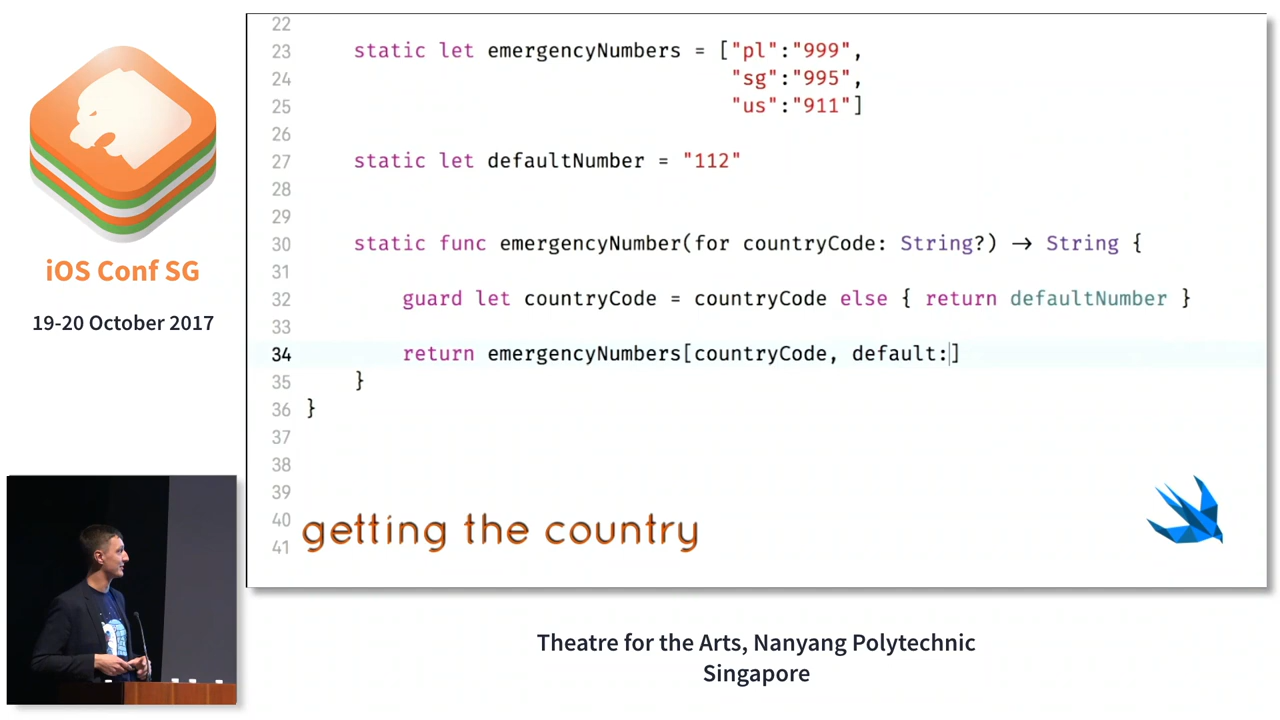 iOS Conf SG
19-20 October 2017
22
23 static let emergencyNumbers = ["pl":"999",
24 "sg":"995",
25 "us":"911"]
26
27 static let defaultNumber = "112"
28
29
30 static func emergencyNumber(for countryCode: String?) → String {
31
32 guard let countryCode = countryCode else { return defaultNumber }
33
34 return emergencyNumbers[countryCode, default:]
35 }
36 }
37
38
39
40
41
getting the country
Theatre for the Arts, Nanyang Polytechnic
Singapore